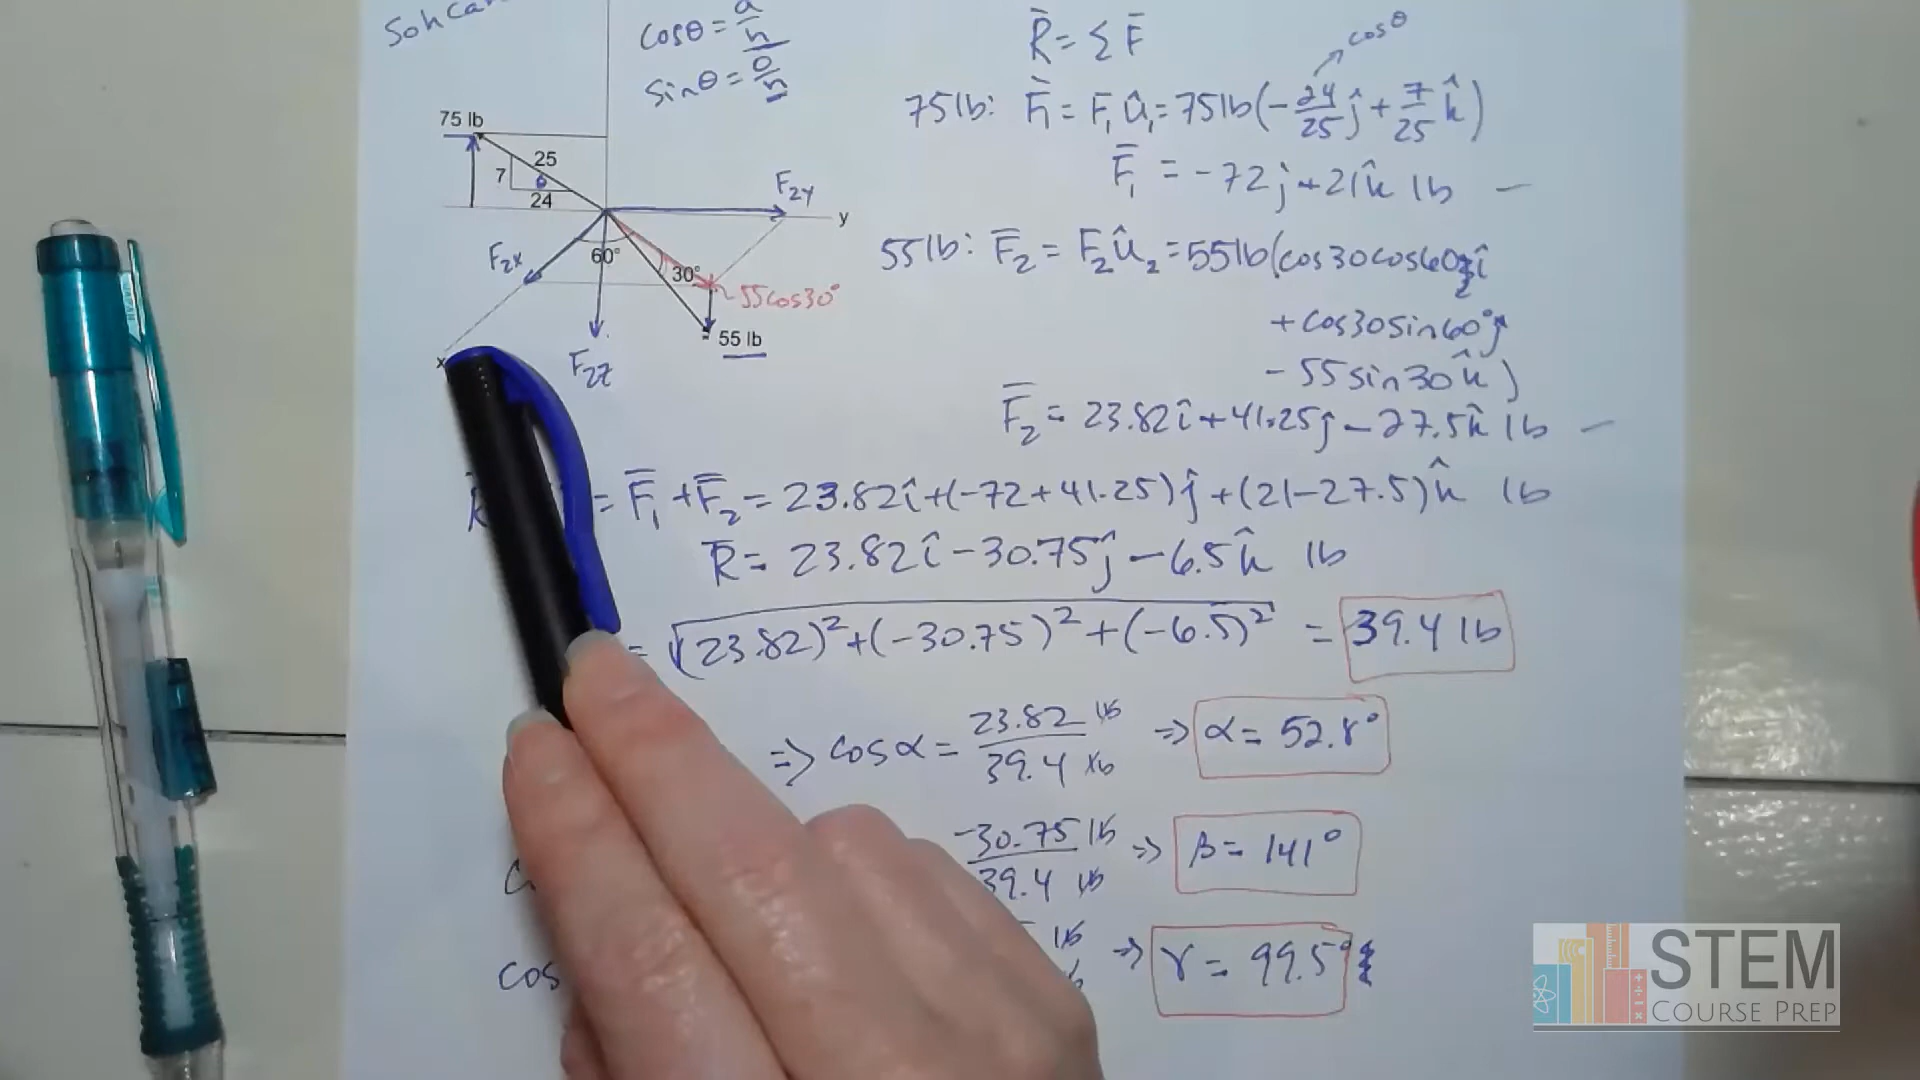 Sohca
cosθ = a/h
sinθ = o/h
75 lb
25
7
θ
24
F₂y
y
F₂x
60°
30°
55cos30°
55 lb
F₂z
x
R̄ = Σ F̄
cosθ
75lb: F̄₁ = F₁û₁ = 75lb(-24/25 ĵ + 7/25 k̂)
F̄₁ = -72ĵ + 21k̂ lb
55lb: F̄₂ = F₂û₂ = 55lb(cos30cos60 î
+ cos30sin60°ĵ
- 55sin30k̂)
F̄₂ = 23.82î + 41.25ĵ - 27.5k̂ lb
R = F̄₁ + F̄₂ = 23.82î + (-72 + 41.25)ĵ + (21 - 27.5)k̂ lb
R̄ = 23.82î - 30.75ĵ - 6.5k̂ lb
= √(23.82)² + (-30.75)² + (-6.5)² = 39.4 lb
=> cosα = 23.82 lb/39.4 lb => α = 52.8°
-30.75 lb/39.4 lb => β = 141°
cos lb => γ = 99.5°
STEM
COURSE PREP